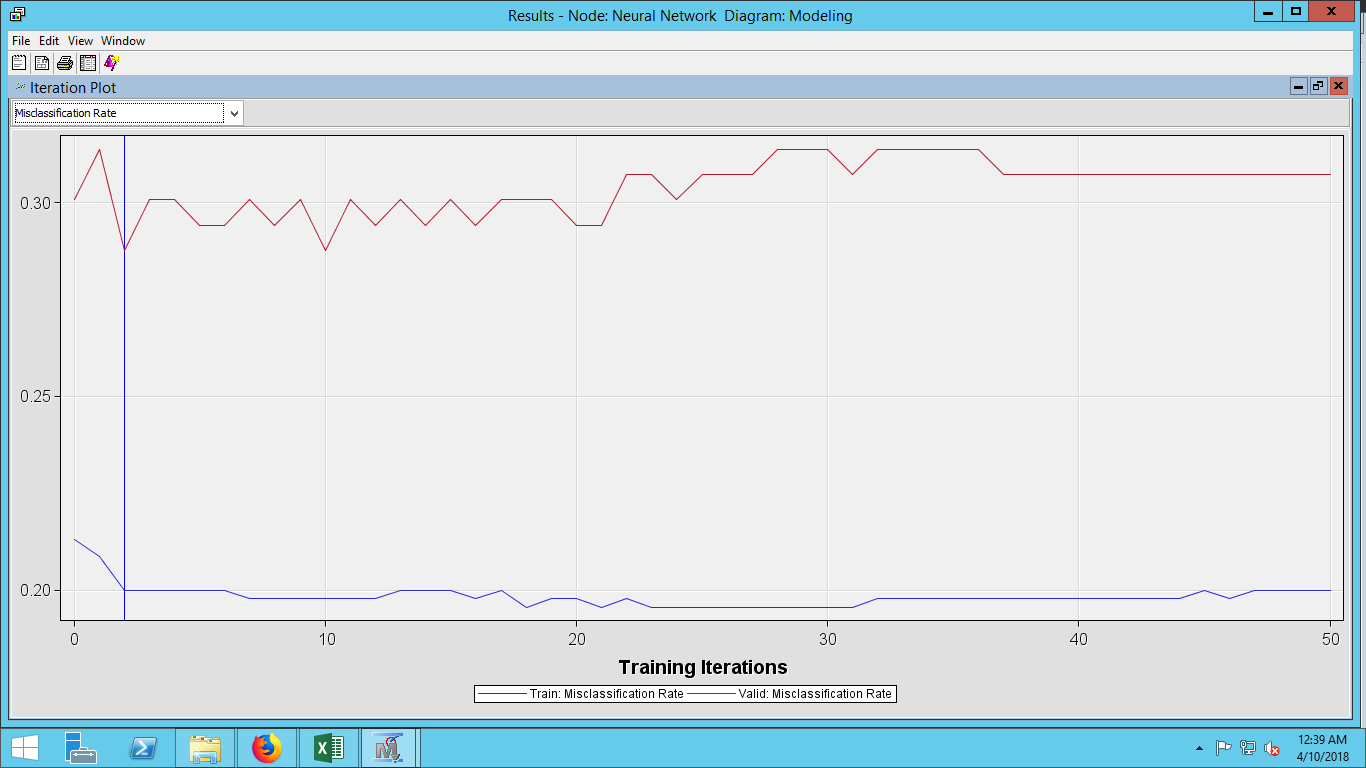 Results - Node: Neural Network Diagram: Modeling
File Edit View Window
Iteration Plot
Misclassification Rate
0.30
0.25
0.20
0 10 20 30 40 50
Training Iterations
Train: Misclassification Rate Valid: Misclassification Rate
12:39 AM
4/10/2018